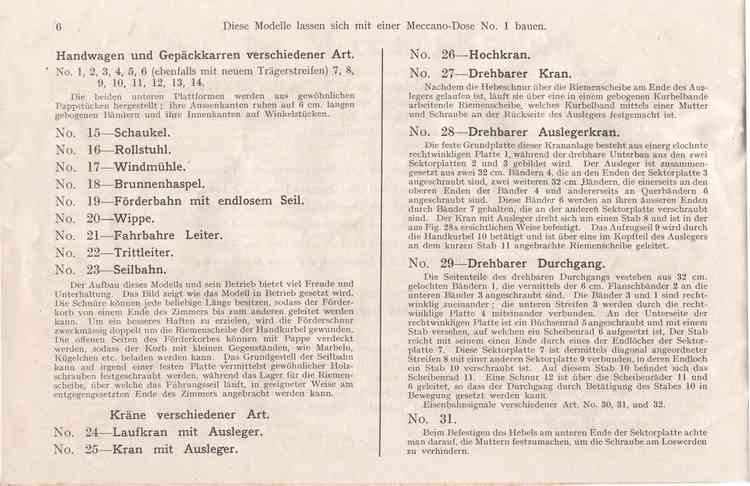 6
Diese Modelle lassen sich mit einer Meccano-Dose No. 1 bauen.
Handwagen und Gepäckkarren verschiedener Art.
No. 1, 2, 3, 4, 5, 6 (ebenfalls mit neuem Trägerstreifen) 7, 8,
9, 10, 11, 12, 13, 14.
Die beiden unteren Plattformen werden aus gewöhnlichen
Pappstücken hergestellt; ihre Aussenkanten ruhen auf 6 cm. langen
gebogenen Bändern und ihre Innenkanten auf Winkelstücken.
No. 15—Schaukel.
No. 16—Rollstuhl.
No. 17—Windmühle.
No. 18—Brunnenhaspel.
No. 19—Förderbahn mit endlosem Seil.
No. 20—Wippe.
No. 21—Fahrbahre Leiter.
No. 22—Trittleiter.
No. 23—Seilbahn.
Der Aufbau dieses Modells und sein Betrieb bietet viel Freude und
Unterhaltung. Das Bild zeigt wie das Modell in Betrieb gesetzt wird.
Die Schnüre können jede beliebige Länge besitzen, sodass der Förder-
korb von einem Ende des Zimmers bis zum anderen geleitet werden
kann. Um ein besseres Haften zu erzielen, wird die Förderschnur
zweckmässig doppelt um die Riemenscheibe der Handkurbel gewunden.
Die offenen Seiten des Förderkorbes können mit Pappe verdeckt
werden, sodass der Korb mit kleinen Gegenständen, wie Marbeln,
Kügelchen etc. beladen werden kann. Das Grundgestell der Seilbahn
kann auf irgend einer festen Platte vermittelst gewöhnlicher Holz-
schrauben festgeschraubt werden, während das Lager für die Riemen-
scheibe, über welche das Führungsseil läuft, in geeigneter Weise am
entgegengesetzten Ende des Zimmers angebracht werden kann.
Kräne verschiedener Art.
No. 24—Laufkran mit Ausleger.
No. 25—Kran mit Ausleger.
No. 26—Hochkran.
No. 27—Drehbarer Kran.
Nachdem die Hebeschnur über die Riemenscheibe am Ende des Aus-
legers gelaufen ist, läuft sie über eine in einem gebogenen Kurbelbande
arbeitende Riemenscheibe, welches Kurbelband mittels einer Mutter
und Schraube an der Rückseite des Auslegers festgemacht ist.
No. 28—Drehbarer Auslegerkran.
Die feste Grundplatte dieser Krananlage besteht aus einerg elochnte
rechtwinkligen Platte 1, während der drehbare Unterbau aus den zwei
Sektorplatten 2 und 3 gebildet wird. Der Ausleger ist zusammen-
gesetzt aus zwei 32 cm. Bändern 4, die an den Enden der Sektorplatte 3
angeschraubt sind, zwei weiteren 32 cm. Bändern, die einerseits an den
oberen Enden der Bänder 4 und andererseits an Querbändern 6
angeschraubt sind. Diese Bänder 6 werden an ihren äusseren Enden
durch Bänder 7 gehalten, die an der anderen Sektorplatte verschraubt
sind. Der Kran mit Ausleger dreht sich um einen Stab 8 und ist in der
aus Fig. 28a ersichtlichen Weise befestigt. Das Aufzugseil 9 wird durch
die Handkurbel 10 betätigt und ist über eine im Kopfteil des Auslegers
an dem kurzen Stab 11 angebrachte Riemenscheibe geleitet.
No. 29—Drehbarer Durchgang.
Die Seitenteile des drehbaren Durchgangs vestehen aus 32 cm.
gelochten Bändern 1, die vermittels der 6 cm. Flanschbänder 2 an die
unteren Bänder 3 angeschraubt sind. Die Bänder 3 und 1 sind recht-
winklig zueinander; die unteren Streifen 3 werden durch die recht-
winklige Platte 4 miteinander verbunden. An der Unterseite der
rechtwinkligen Platte ist ein Büchsenrad 5 angeschraubt und mit einem
Stab versehen, auf welchen ein Scheibenrad 6 aufgesetzt ist, Der Stab
reicht mit seinem einen Ende durch eines der Endlöcher der Sektor-
platte 7. Diese Sektorplatte 7 ist dermittels diagonal angeordneter
Streifen 8 mit einer anderen Sektorplatte 9 verbunden, in deren Endloch
ein Stab 10 verschraubt ist. Auf diesem Stab 10 befindet sich das
Scheibenrad 11. Eine Schnur 12 ist über die Scheibenräder 11 und
6 geleitet, so dass der Durchgang durch Betätigung des Stabes 10 in
Bewegung gesetzt werden kann.
Eisenbahnsignale verschiedener Art. No. 30, 31, und 32.
No. 31.
Beim Befestigen des Hebels am unteren Ende der Sektorplatte achte
man darauf, die Muttern festzumachen, um die Schraube am Loswerden
zu verhindern.